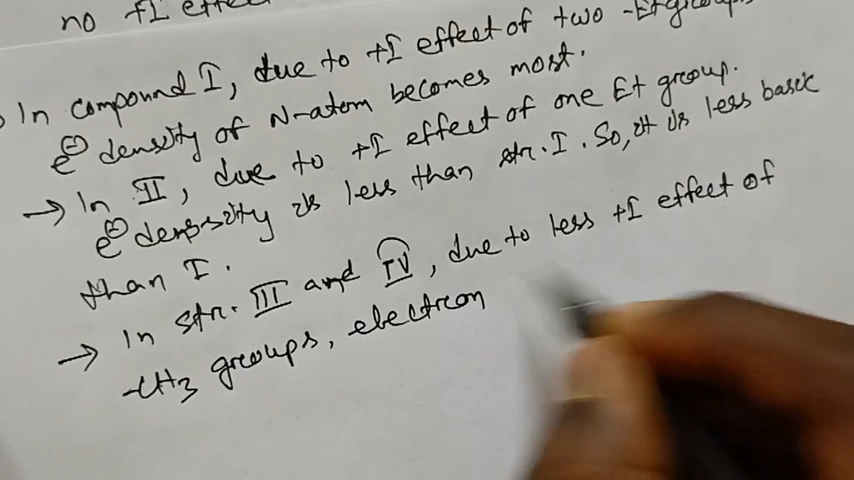 no +I effect
In compound I, due to +I effect of two -Et groups
e⊖ density of N-atom becomes most.
→ In II, due to +I effect of one Et group.
e⊖ density is less than str. I. So, it is less basic
than I.
→ In str. III and IV, due to less +I effect of
-CH3 groups, electron